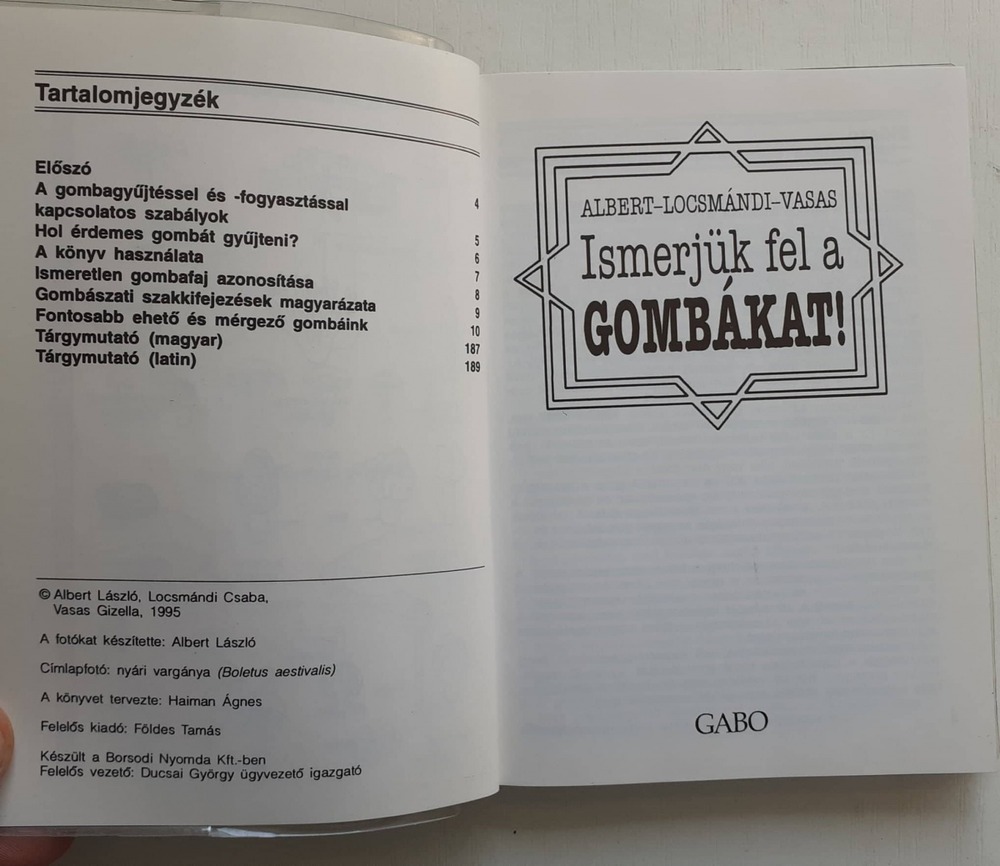 Tartalomjegyzék
Előszó 4
A gombagyűjtéssel és -fogyasztással
kapcsolatos szabályok 5
Hol érdemes gombát gyűjteni? 6
A könyv használata 7
Ismeretlen gombafaj azonosítása 8
Gombászati szakkifejezések magyarázata 9
Fontosabb ehető és mérgező gombáink 10
Tárgymutató (magyar) 187
Tárgymutató (latin) 189
© Albert László, Locsmándi Csaba,
Vasas Gizella, 1995
A fotókat készítette: Albert László
Címlapfotó: nyári vargánya (Boletus aestivalis)
A könyvet tervezte: Haiman Ágnes
Felelős kiadó: Földes Tamás
Készült a Borsodi Nyomda Kft.-ben
Felelős vezető: Ducsai György ügyvezető igazgató
ALBERT–LOCSMÁNDI–VASAS
Ismerjük fel a
GOMBÁKAT!
GABO